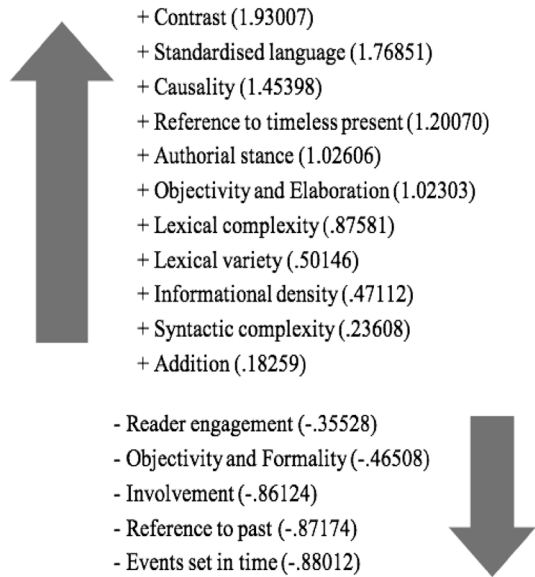 + Contrast (1.93007)
+ Standardised language (1.76851)
+ Causality (1.45398)
+ Reference to timeless present (1.20070)
+ Authorial stance (1.02606)
+ Objectivity and Elaboration (1.02303)
+ Lexical complexity (.87581)
+ Lexical variety (.50146)
+ Informational density (.47112)
+ Syntactic complexity (.23608)
+ Addition (.18259)
- Reader engagement (-.35528)
- Objectivity and Formality (-.46508)
- Involvement (-.86124)
- Reference to past (-.87174)
- Events set in time (-.88012)